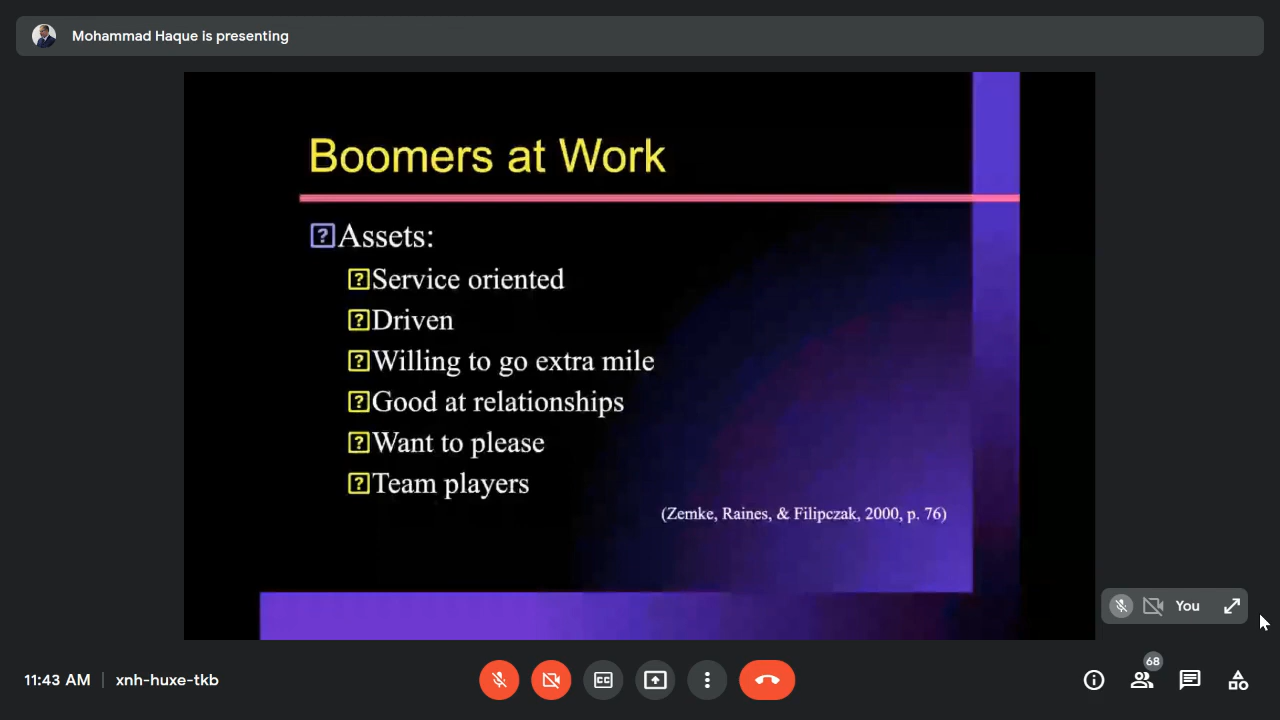 Mohammad Haque is presenting
Boomers at Work
Assets:
Service oriented
Driven
Willing to go extra mile
Good at relationships
Want to please
Team players
(Zemke, Raines, & Filipczak, 2000, p. 76)
You
68
11:43 AM | xnh-huxe-tkb
CC